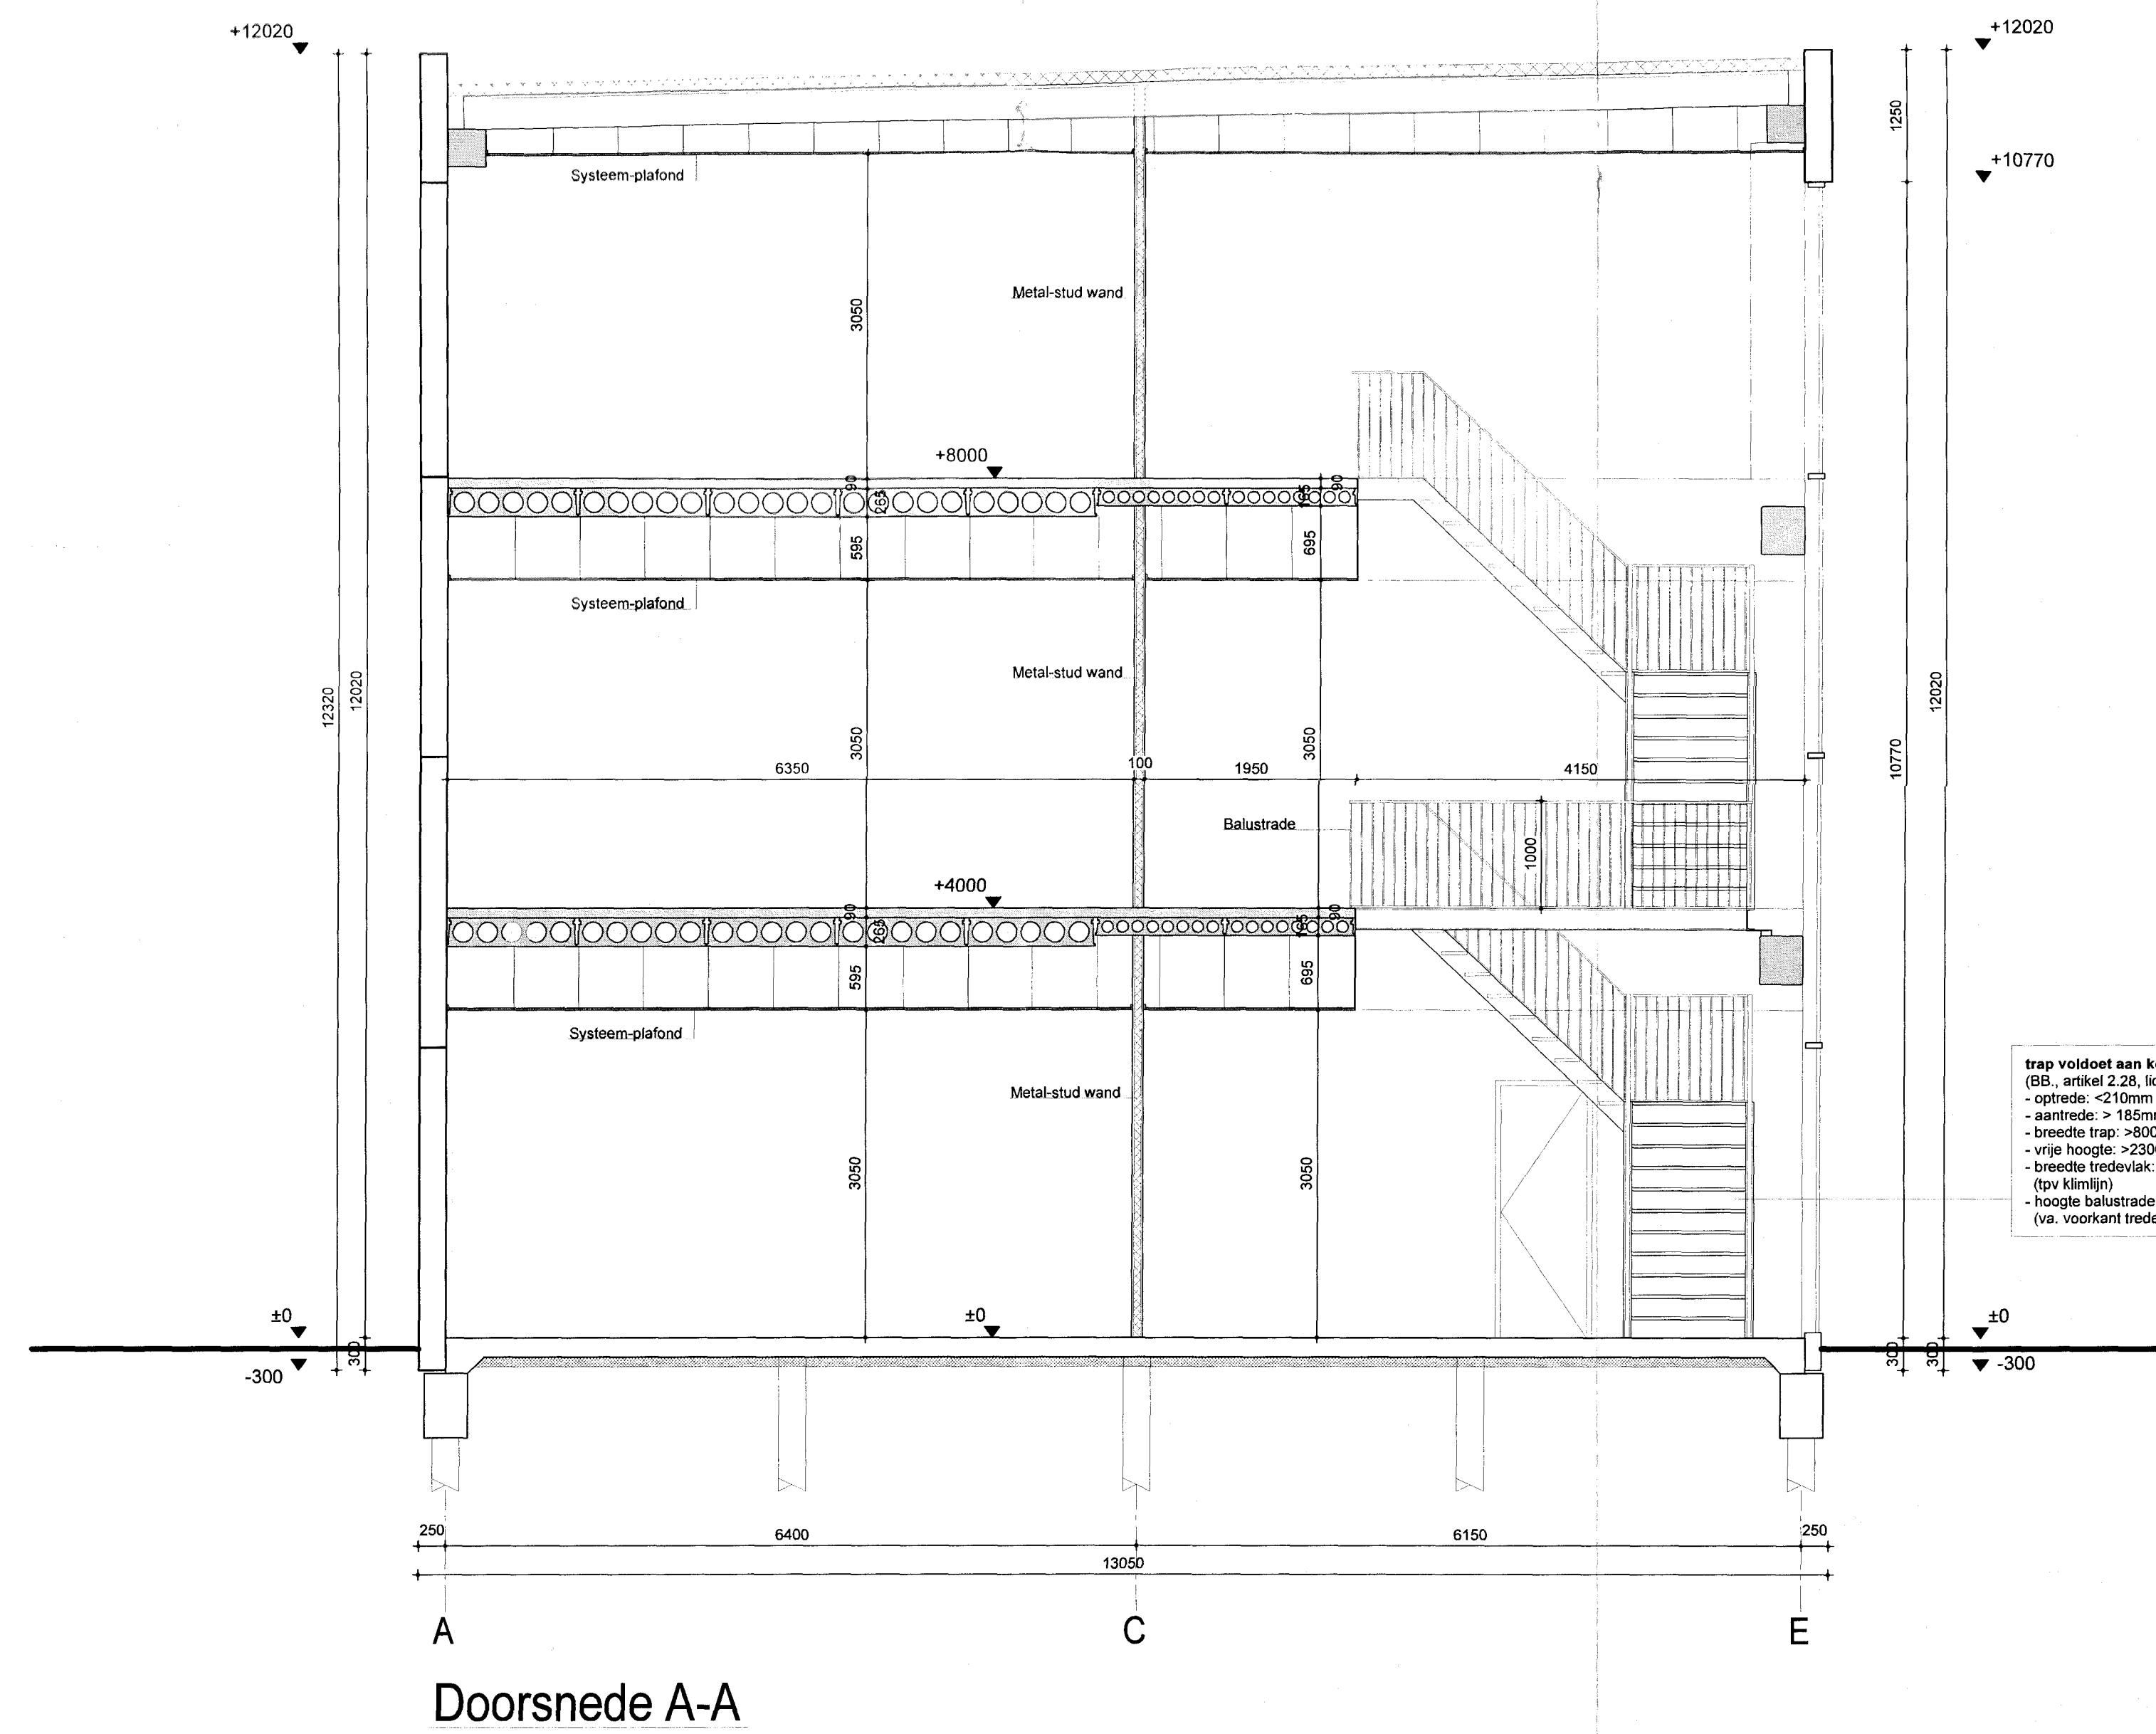 +12020
+12020
1250
+10770
Systeem-plafond
3050
Metal-stud wand
+8000
90
265
165
90
595
695
Systeem-plafond
Metal-stud wand
12320
12020
12020
3050
3050
10770
6350
100
1950
4150
Balustrade
1000
+4000
90
265
165
90
595
695
Systeem-plafond
Metal-stud wand
3050
3050
trap voldoet aan
(BB., artikel 2.28,
- optrede: <210mm
- aantrede: > 185m
- breedte trap: >800
- vrije hoogte: >230
- breedte tredevlak:
(tpv klimlijn)
- hoogte balustrade
(va. voorkant trede
±0
±0
±0
300
-300
300
300
-300
250
6400
6150
250
13050
A
C
E
Doorsnede A-A